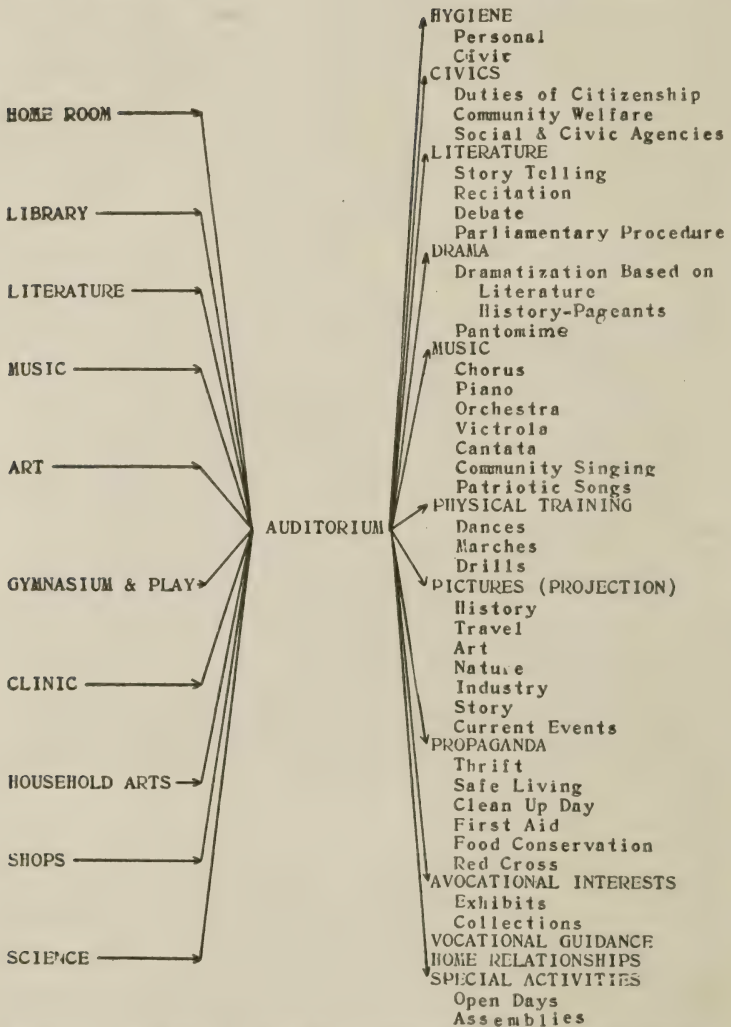 HOME ROOM
LIBRARY
LITERATURE
MUSIC
ART
GYMNASIUM & PLAY
CLINIC
HOUSEHOLD ARTS
SHOPS
SCIENCE
AUDITORIUM
HYGIENE
Personal
Civic
CIVICS
Duties of Citizenship
Community Welfare
Social & Civic Agencies
LITERATURE
Story Telling
Recitation
Debate
Parliamentary Procedure
DRAMA
Dramatization Based on
Literature
History-Pageants
Pantomime
MUSIC
Chorus
Piano
Orchestra
Victrola
Cantata
Community Singing
Patriotic Songs
PHYSICAL TRAINING
Dances
Marches
Drills
PICTURES (PROJECTION)
History
Travel
Art
Nature
Industry
Story
Current Events
PROPAGANDA
Thrift
Safe Living
Clean Up Day
First Aid
Food Conservation
Red Cross
AVOCATIONAL INTERESTS
Exhibits
Collections
VOCATIONAL GUIDANCE
HOME RELATIONSHIPS
SPECIAL ACTIVITIES
Open Days
Assemblies